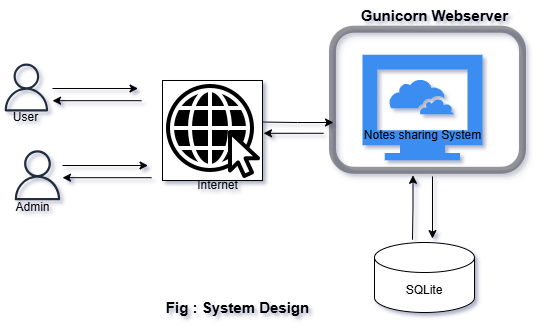 Gunicorn Webserver
User
Notes sharing System
Internet
Admin
SQLite
Fig : System Design